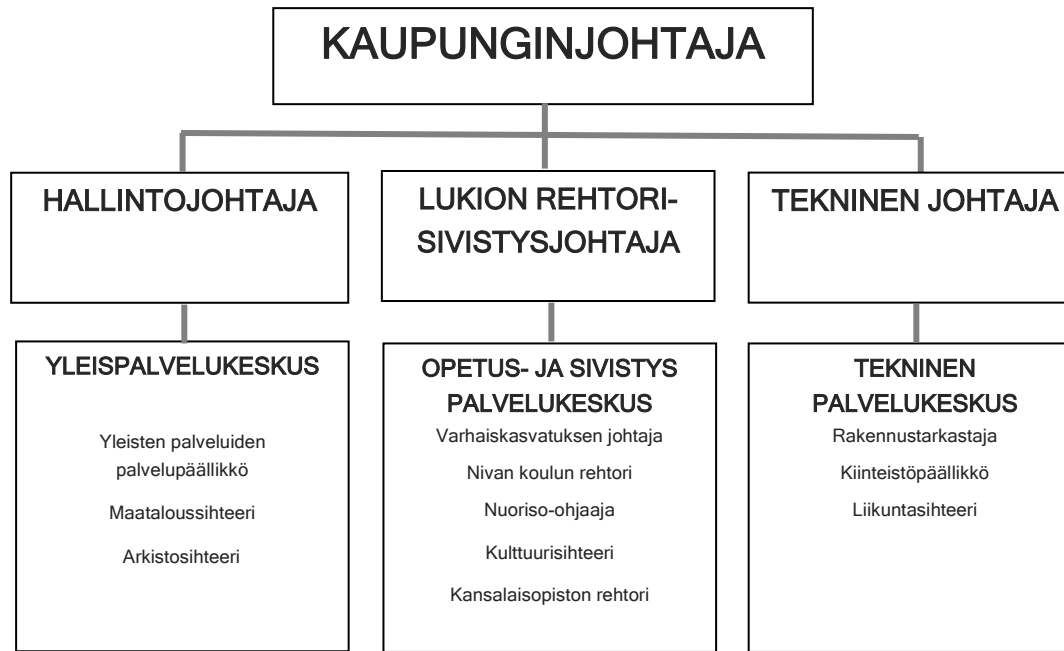 KAUPUNGINJOHTAJA
HALLINTOJOHTAJA
LUKION REHTORI-
SIVISTYSJOHTAJA
TEKNINEN JOHTAJA
YLEISPALVELUKESKUS
Yleisten palveluiden
palvelupäällikkö
Maataloussihteeri
Arkistosihteeri
OPETUS- JA SIVISTYS
PALVELUKESKUS
Varhaiskasvatuksen johtaja
Nivan koulun rehtori
Nuoriso-ohjaaja
Kulttuurisihteeri
Kansalaisopiston rehtori
TEKNINEN
PALVELUKESKUS
Rakennustarkastaja
Kiinteistöpäällikkö
Liikuntasihteeri